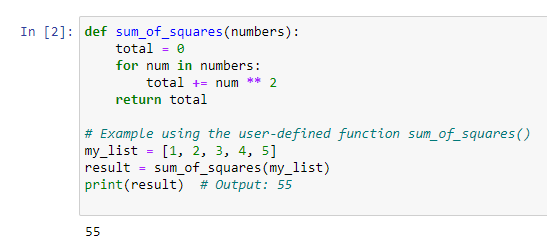 In [2]: def sum_of_squares(numbers):
    total = 0
    for num in numbers:
        total += num ** 2
    return total

# Example using the user-defined function sum_of_squares()
my_list = [1, 2, 3, 4, 5]
result = sum_of_squares(my_list)
print(result)  # Output: 55

55